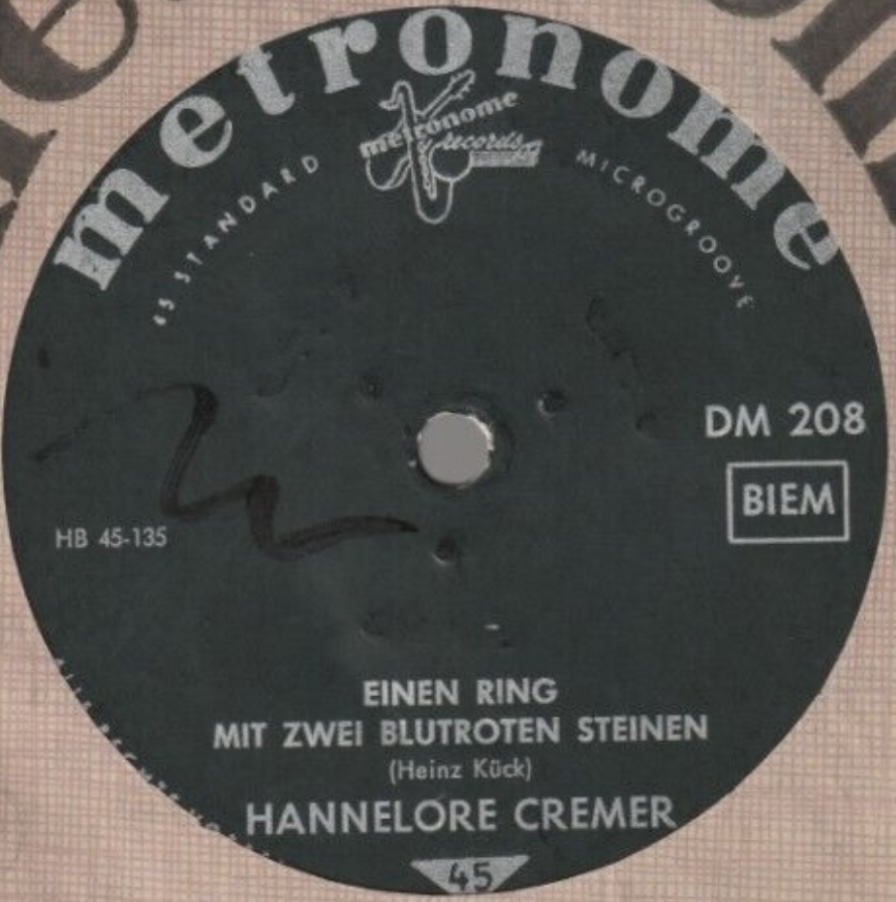 metronome
metronome
records
45 STANDARD
MICROGROOVE
DM 208
BIEM
HB 45-135
EINEN RING
MIT ZWEI BLUTROTEN STEINEN
(Heinz Kück)
HANNELORE CREMER
45